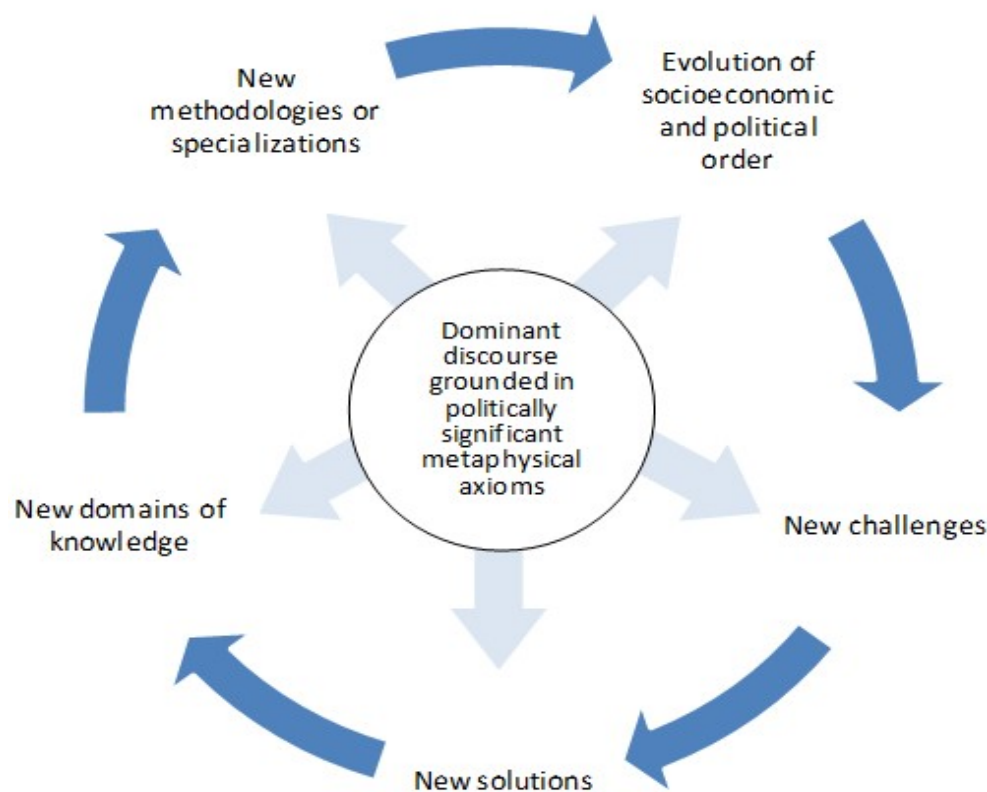 New
methodologies or
specializations
Evolution of
socioeconomic
and political
order
Dominant
discourse
grounded in
politically
significant
metaphysical
axioms
New domains of
knowledge
New challenges
New solutions